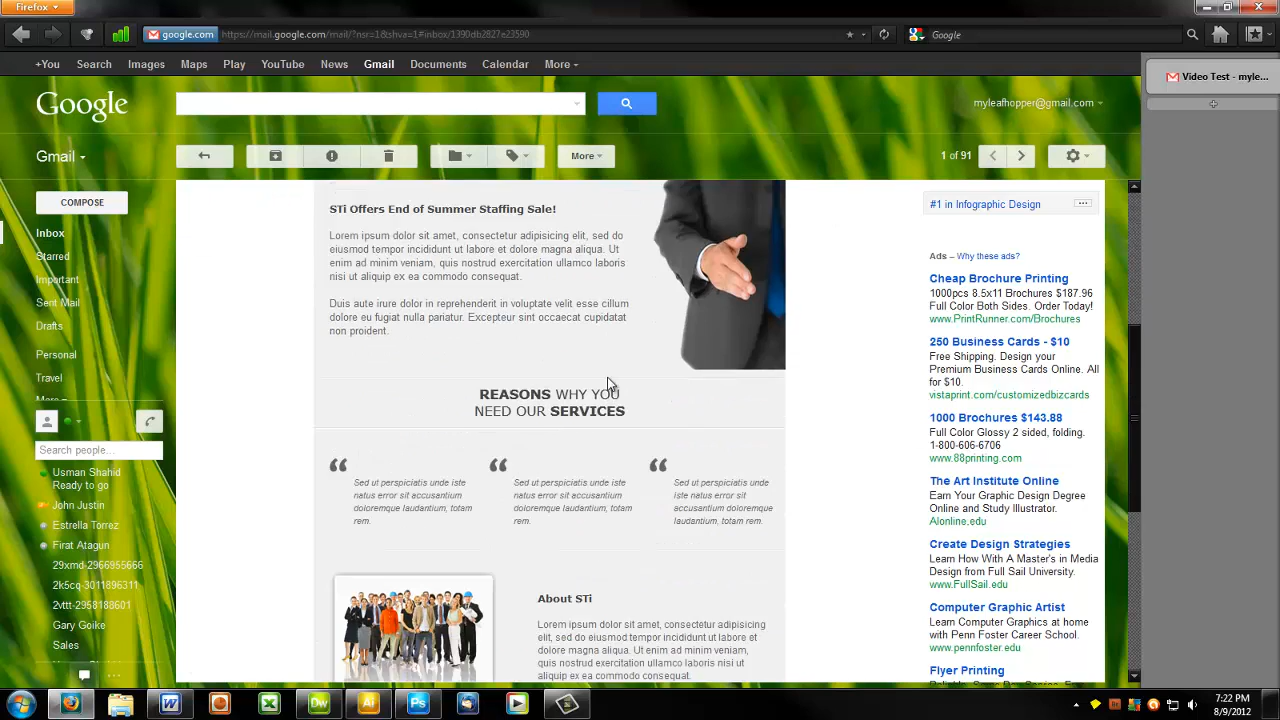 Firefox
google.com https://mail.google.com/mail/?nsr=1&shva=1#inbox/1390db2827e23590
Google
+You Search Images Maps Play YouTube News Gmail Documents Calendar More
Video Test - myle...
Google
myleafhopper@gmail.com
Gmail
More
1 of 91
COMPOSE
Inbox
Starred
Important
Sent Mail
Drafts
Personal
Travel
More
Search people...
Usman Shahid
Ready to go
John Justin
Estrella Torrez
Firat Atagun
29xmd-2966955666
2k5cq-3011896311
2vttt-2958188601
Gary Goike
Sales
STi Offers End of Summer Staffing Sale!
Lorem ipsum dolor sit amet, consectetur adipisicing elit, sed do
eiusmod tempor incididunt ut labore et dolore magna aliqua. Ut
enim ad minim veniam, quis nostrud exercitation ullamco laboris
nisi ut aliquip ex ea commodo consequat.
Duis aute irure dolor in reprehenderit in voluptate velit esse cillum
dolore eu fugiat nulla pariatur. Excepteur sint occaecat cupidatat
non proident.
REASONS WHY YOU
NEED OUR SERVICES
Sed ut perspiciatis unde iste
natus error sit accusantium
doloremque laudantium, totam
rem.
Sed ut perspiciatis unde iste
natus error sit accusantium
doloremque laudantium, totam
rem.
Sed ut perspiciatis unde
iste natus error sit
accusantium doloremque
laudantium, totam rem.
About STi
Lorem ipsum dolor sit amet, consectetur adipisicing
elit, sed do eiusmod tempor incididunt ut labore et
dolore magna aliqua. Ut enim ad minim veniam,
quis nostrud exercitation ullamco laboris nisi ut
aliquip ex ea commodo consequat.
#1 in Infographic Design
Ads – Why these ads?
Cheap Brochure Printing
1000pcs 8.5x11 Brochures $187.96
Full Color Both Sides. Order Today!
www.PrintRunner.com/Brochures
250 Business Cards - $10
Free Shipping. Design your
Premium Business Cards Online. All
for $10.
vistaprint.com/customizedbizcards
1000 Brochures $143.88
Full Color Glossy 2 sided, folding.
1-800-606-6706
www.88printing.com
The Art Institute Online
Earn Your Graphic Design Degree
Online and Study Illustrator.
AIonline.edu
Create Design Strategies
Learn How With A Master's in Media
Design from Full Sail University.
www.FullSail.edu
Computer Graphic Artist
Learn Computer Graphics at home
with Penn Foster Career School.
www.pennfoster.edu
Flyer Printing
7:22 PM
8/9/2012